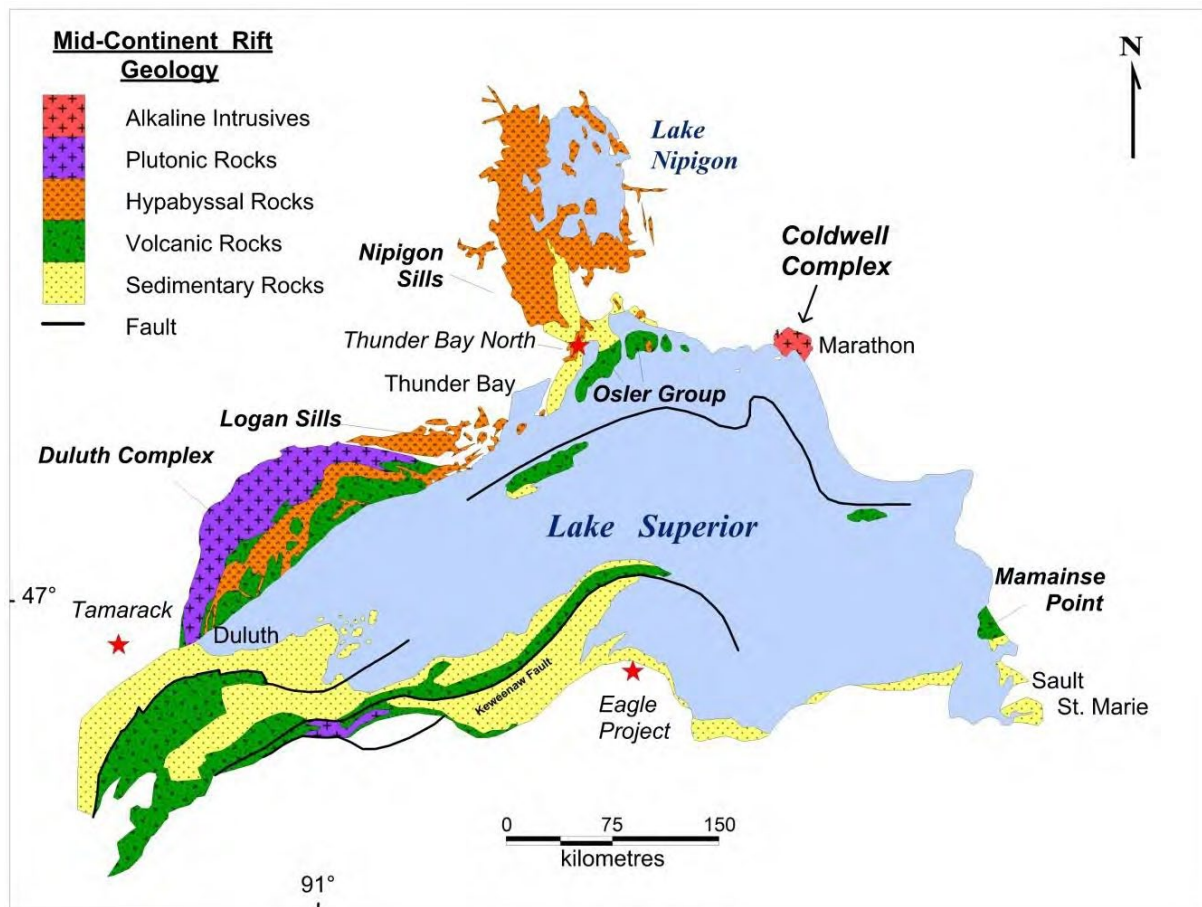 Mid-Continent Rift
Geology
Alkaline Intrusives
Plutonic Rocks
Hypabyssal Rocks
Volcanic Rocks
Sedimentary Rocks
Fault
N
Lake
Nipigon
Nipigon
Sills
Coldwell
Complex
Thunder Bay North
Marathon
Thunder Bay
Osler Group
Logan Sills
Duluth Complex
Lake Superior
47°
Tamarack
Mamainse
Point
Duluth
Keweenaw Fault
Eagle
Project
Sault
St. Marie
0 75 150
kilometres
91°